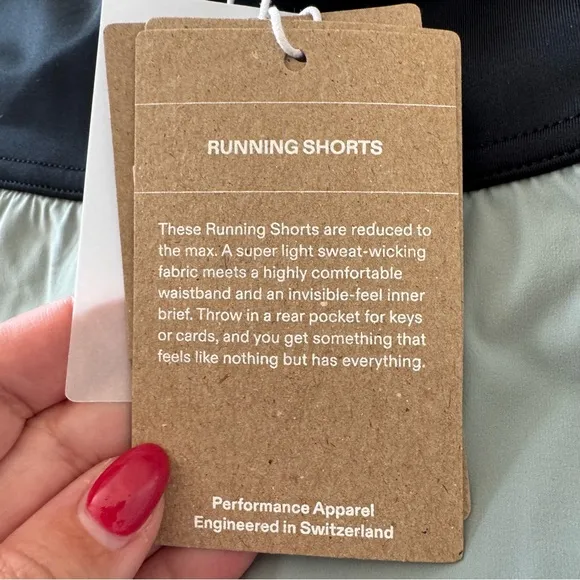 RUNNING SHORTS
These Running Shorts are reduced to
the max. A super light sweat-wicking
fabric meets a highly comfortable
waistband and an invisible-feel inner
brief. Throw in a rear pocket for keys
or cards, and you get something that
feels like nothing but has everything.
Performance Apparel
Engineered in Switzerland